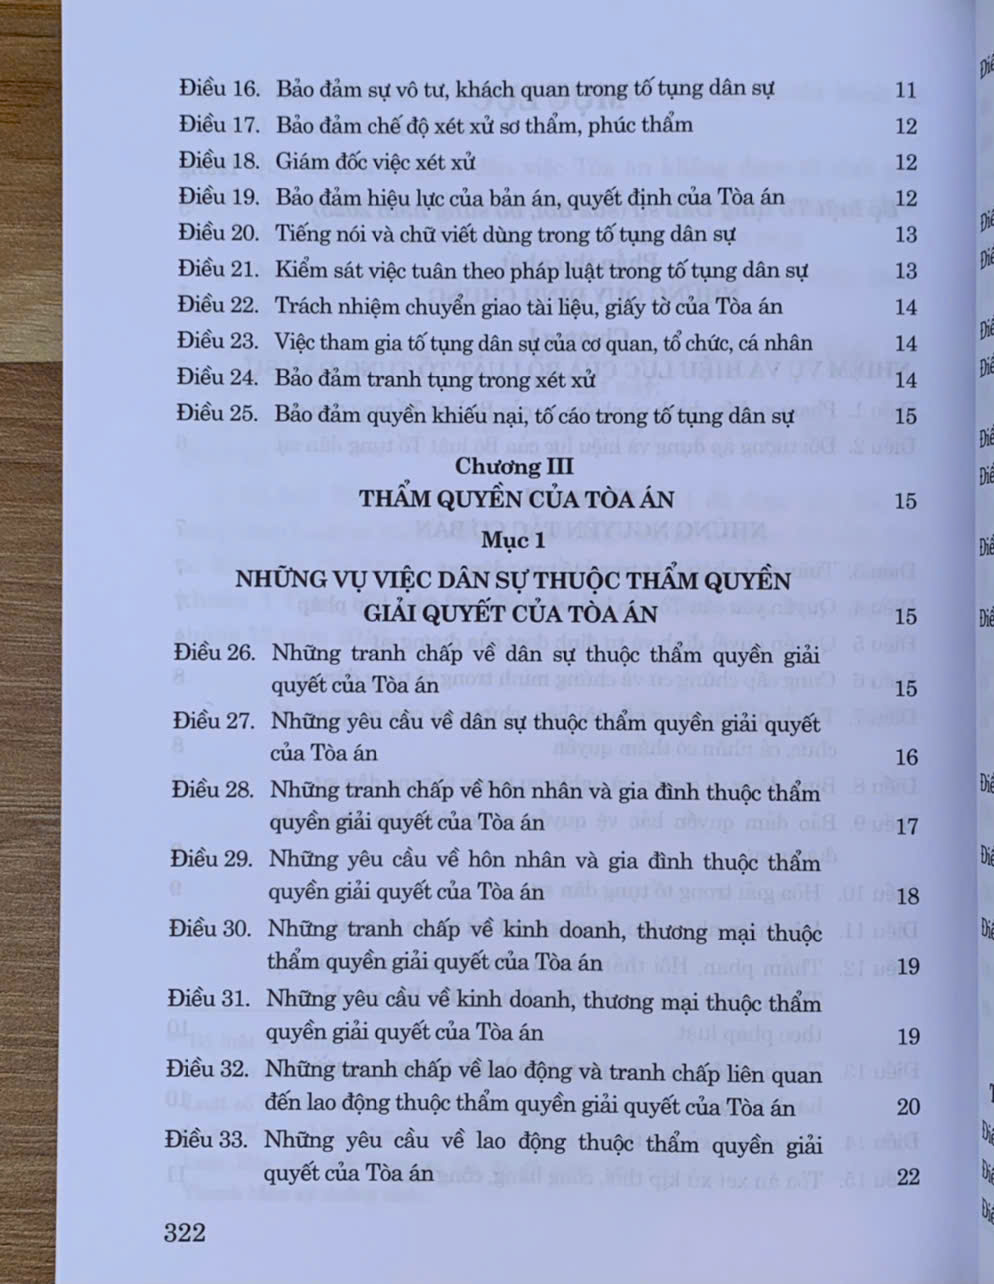 Điều 16. Bảo đảm sự vô tư, khách quan trong tố tụng dân sự 11
Điều 17. Bảo đảm chế độ xét xử sơ thẩm, phúc thẩm 12
Điều 18. Giám đốc việc xét xử 12
Điều 19. Bảo đảm hiệu lực của bản án, quyết định của Tòa án 12
Điều 20. Tiếng nói và chữ viết dùng trong tố tụng dân sự 13
Điều 21. Kiểm sát việc tuân theo pháp luật trong tố tụng dân sự 13
Điều 22. Trách nhiệm chuyển giao tài liệu, giấy tờ của Tòa án 14
Điều 23. Việc tham gia tố tụng dân sự của cơ quan, tổ chức, cá nhân 14
Điều 24. Bảo đảm tranh tụng trong xét xử 14
Điều 25. Bảo đảm quyền khiếu nại, tố cáo trong tố tụng dân sự 15
Chương III
THẨM QUYỀN CỦA TÒA ÁN 15
Mục 1
NHỮNG VỤ VIỆC DÂN SỰ THUỘC THẨM QUYỀN
GIẢI QUYẾT CỦA TÒA ÁN 15
Điều 26. Những tranh chấp về dân sự thuộc thẩm quyền giải
quyết của Tòa án 15
Điều 27. Những yêu cầu về dân sự thuộc thẩm quyền giải quyết
của Tòa án 16
Điều 28. Những tranh chấp về hôn nhân và gia đình thuộc thẩm
quyền giải quyết của Tòa án 17
Điều 29. Những yêu cầu về hôn nhân và gia đình thuộc thẩm
quyền giải quyết của Tòa án 18
Điều 30. Những tranh chấp về kinh doanh, thương mại thuộc
thẩm quyền giải quyết của Tòa án 19
Điều 31. Những yêu cầu về kinh doanh, thương mại thuộc thẩm
quyền giải quyết của Tòa án 19
Điều 32. Những tranh chấp về lao động và tranh chấp liên quan
đến lao động thuộc thẩm quyền giải quyết của Tòa án 20
Điều 33. Những yêu cầu về lao động thuộc thẩm quyền giải
quyết của Tòa án 22
322